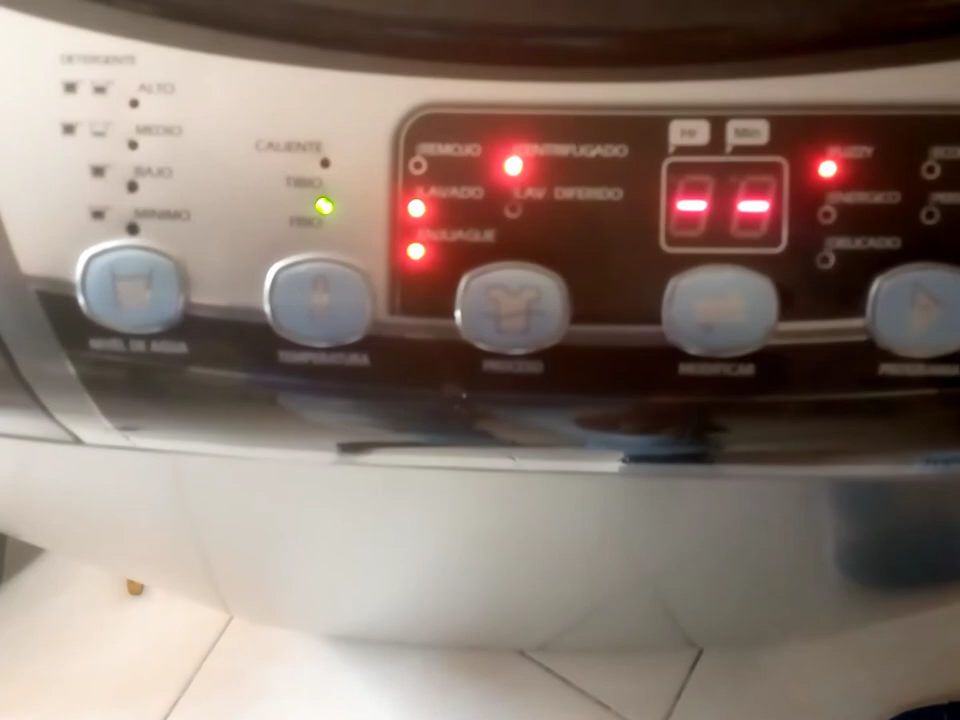 DETERGENTE
ALTO
MEDIO
BAJO
MINIMO
NIVEL DE AGUA
CALIENTE
TIBIO
FRIO
TEMPERATURA
REMOJO
LAVADO
ENJUAGUE
CENTRIFUGADO
LAV. DIFERIDO
PROCESO
Hr
Min
--
MODIFICAR
FUZZY
ENERGICO
DELICADO
PROGRAMA